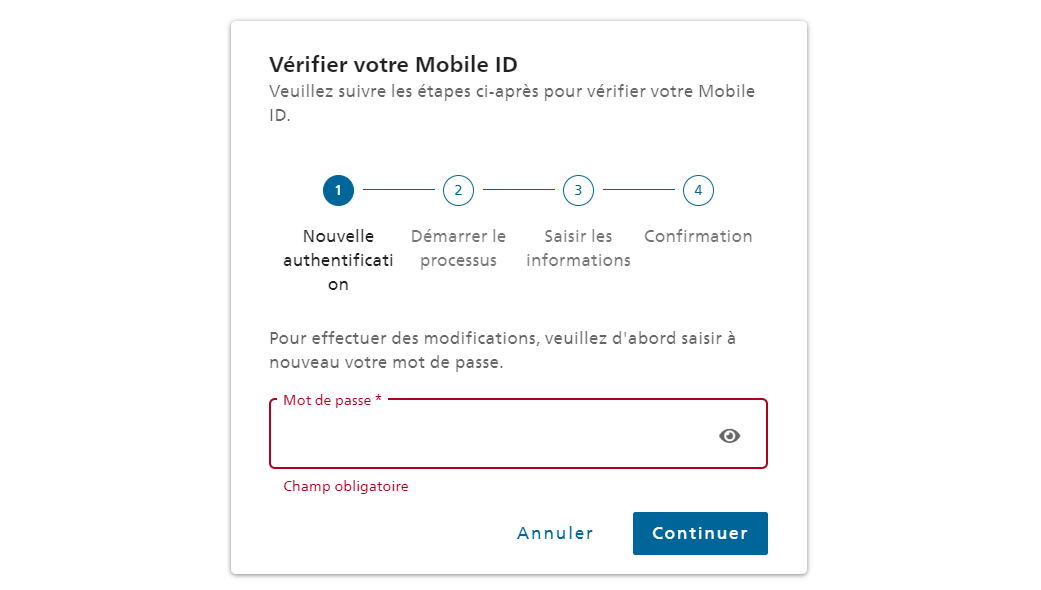 Vérifier votre Mobile ID
Veuillez suivre les étapes ci-après pour vérifier votre Mobile
ID.
1
2
3
4
Nouvelle
authentificati
on
Démarrer le
processus
Saisir les
informations
Confirmation
Pour effectuer des modifications, veuillez d'abord saisir à
nouveau votre mot de passe.
Mot de passe *
Champ obligatoire
Annuler
Continuer